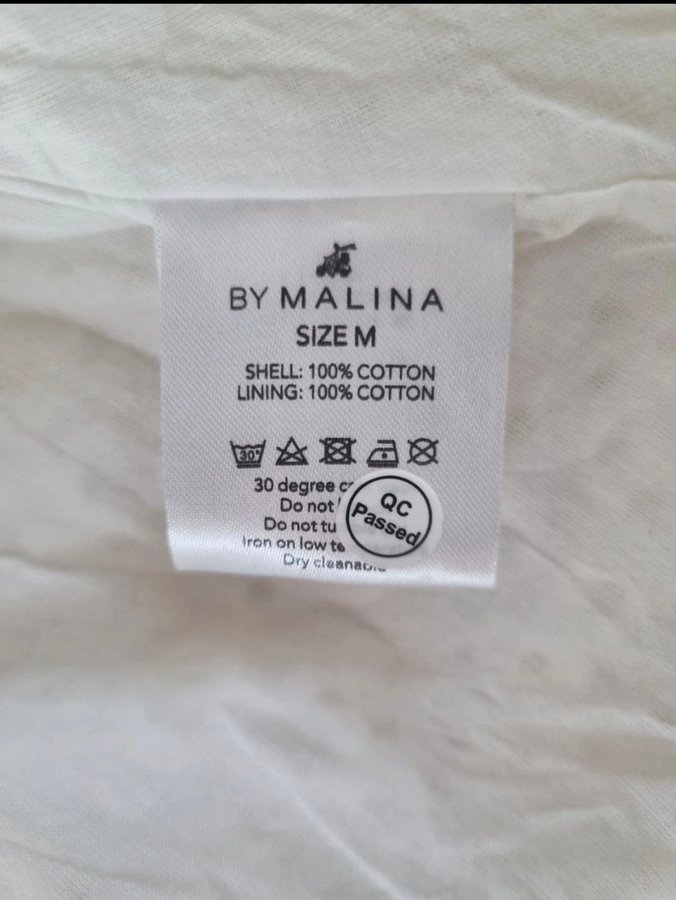 BY MALINA
SIZE M
SHELL: 100% COTTON
LINING: 100% COTTON
30°
30 degree
Do not
Do not
Iron on low
Dry cleanable
QC
Passed